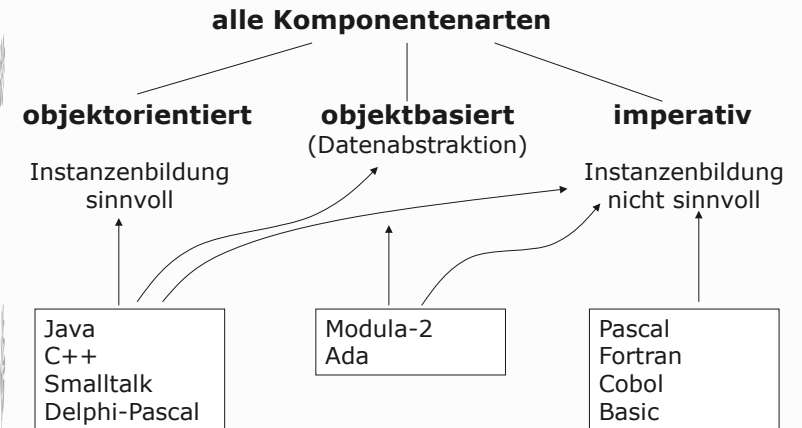 alle Komponentenarten
objektorientiert
objektbasiert
imperativ
(Datenabstraktion)
Instanzenbildung
sinnvoll
Instanzenbildung
nicht sinnvoll
Java
C++
Smalltalk
Delphi-Pascal
Modula-2
Ada
Pascal
Fortran
Cobol
Basic